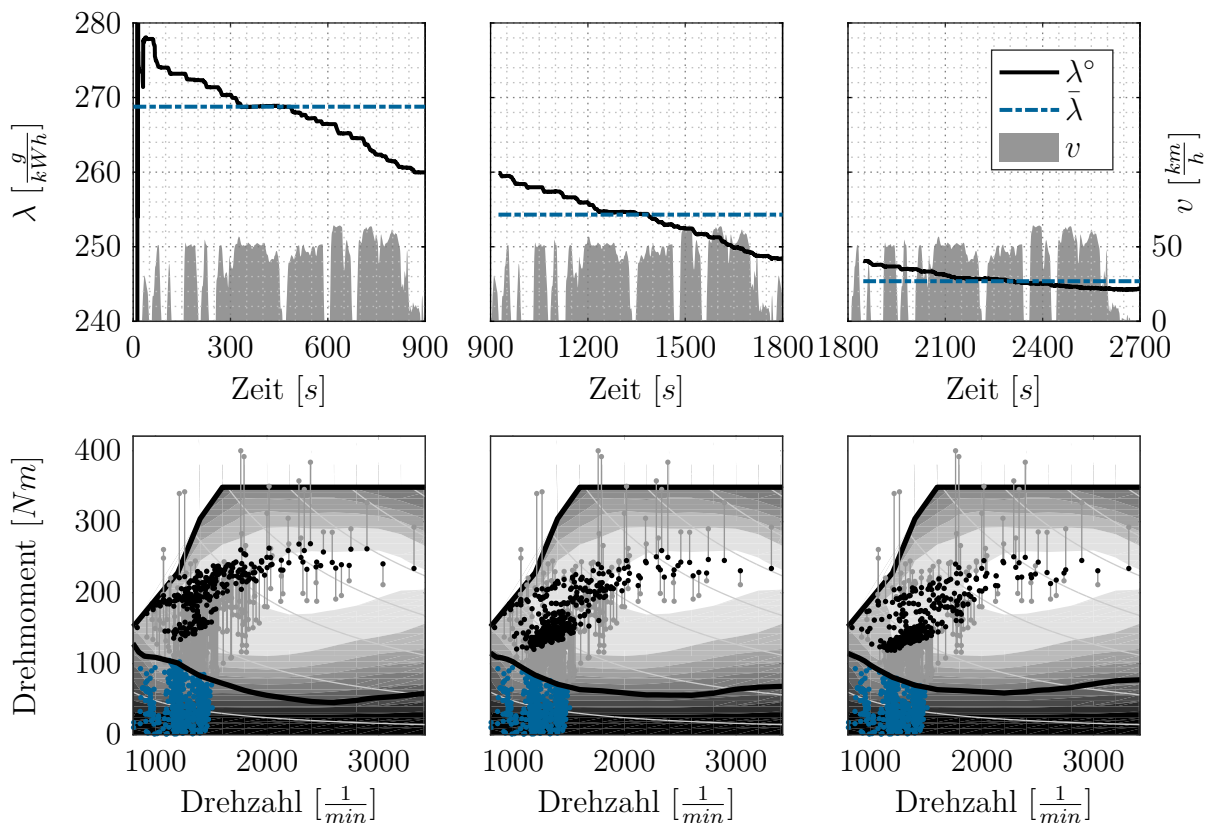 280
270
260
250
240
λ [g/kWh]
0 300 600 900
Zeit [s]
900 1200 1500 1800
Zeit [s]
λ°
λ̄
v
50
0
v [km/h]
1800 2100 2400 2700
Zeit [s]
400
300
200
100
0
Drehmoment [Nm]
1000 2000 3000
Drehzahl [1/min]
1000 2000 3000
Drehzahl [1/min]
1000 2000 3000
Drehzahl [1/min]